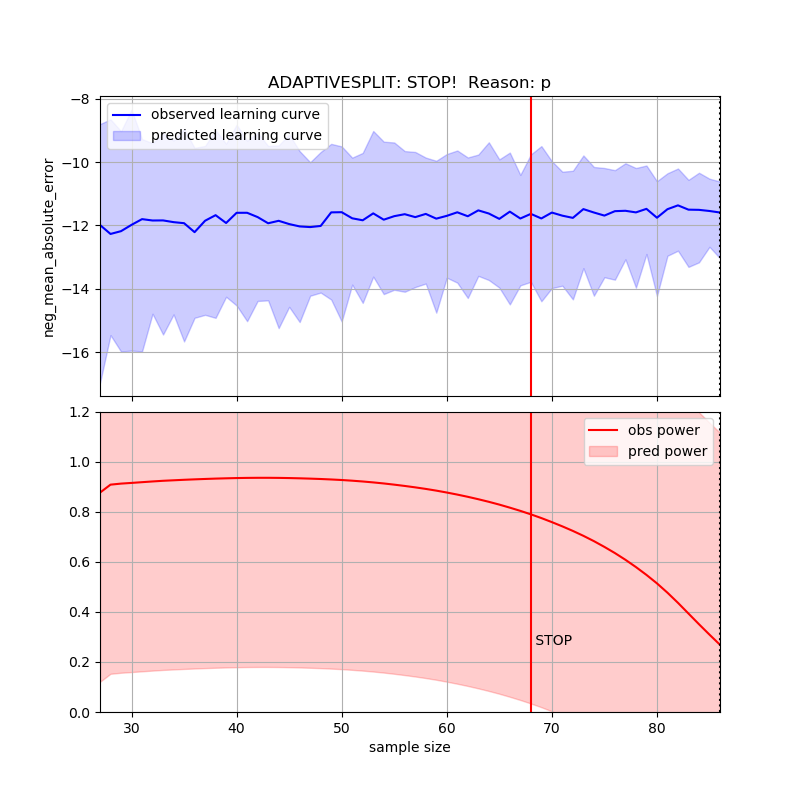 ADAPTIVESPLIT: STOP!  Reason: p
observed learning curve
predicted learning curve
neg_mean_absolute_error
−8
−10
−12
−14
−16
obs power
pred power
STOP
1.2
1.0
0.8
0.6
0.4
0.2
0.0
30 40 50 60 70 80
sample size